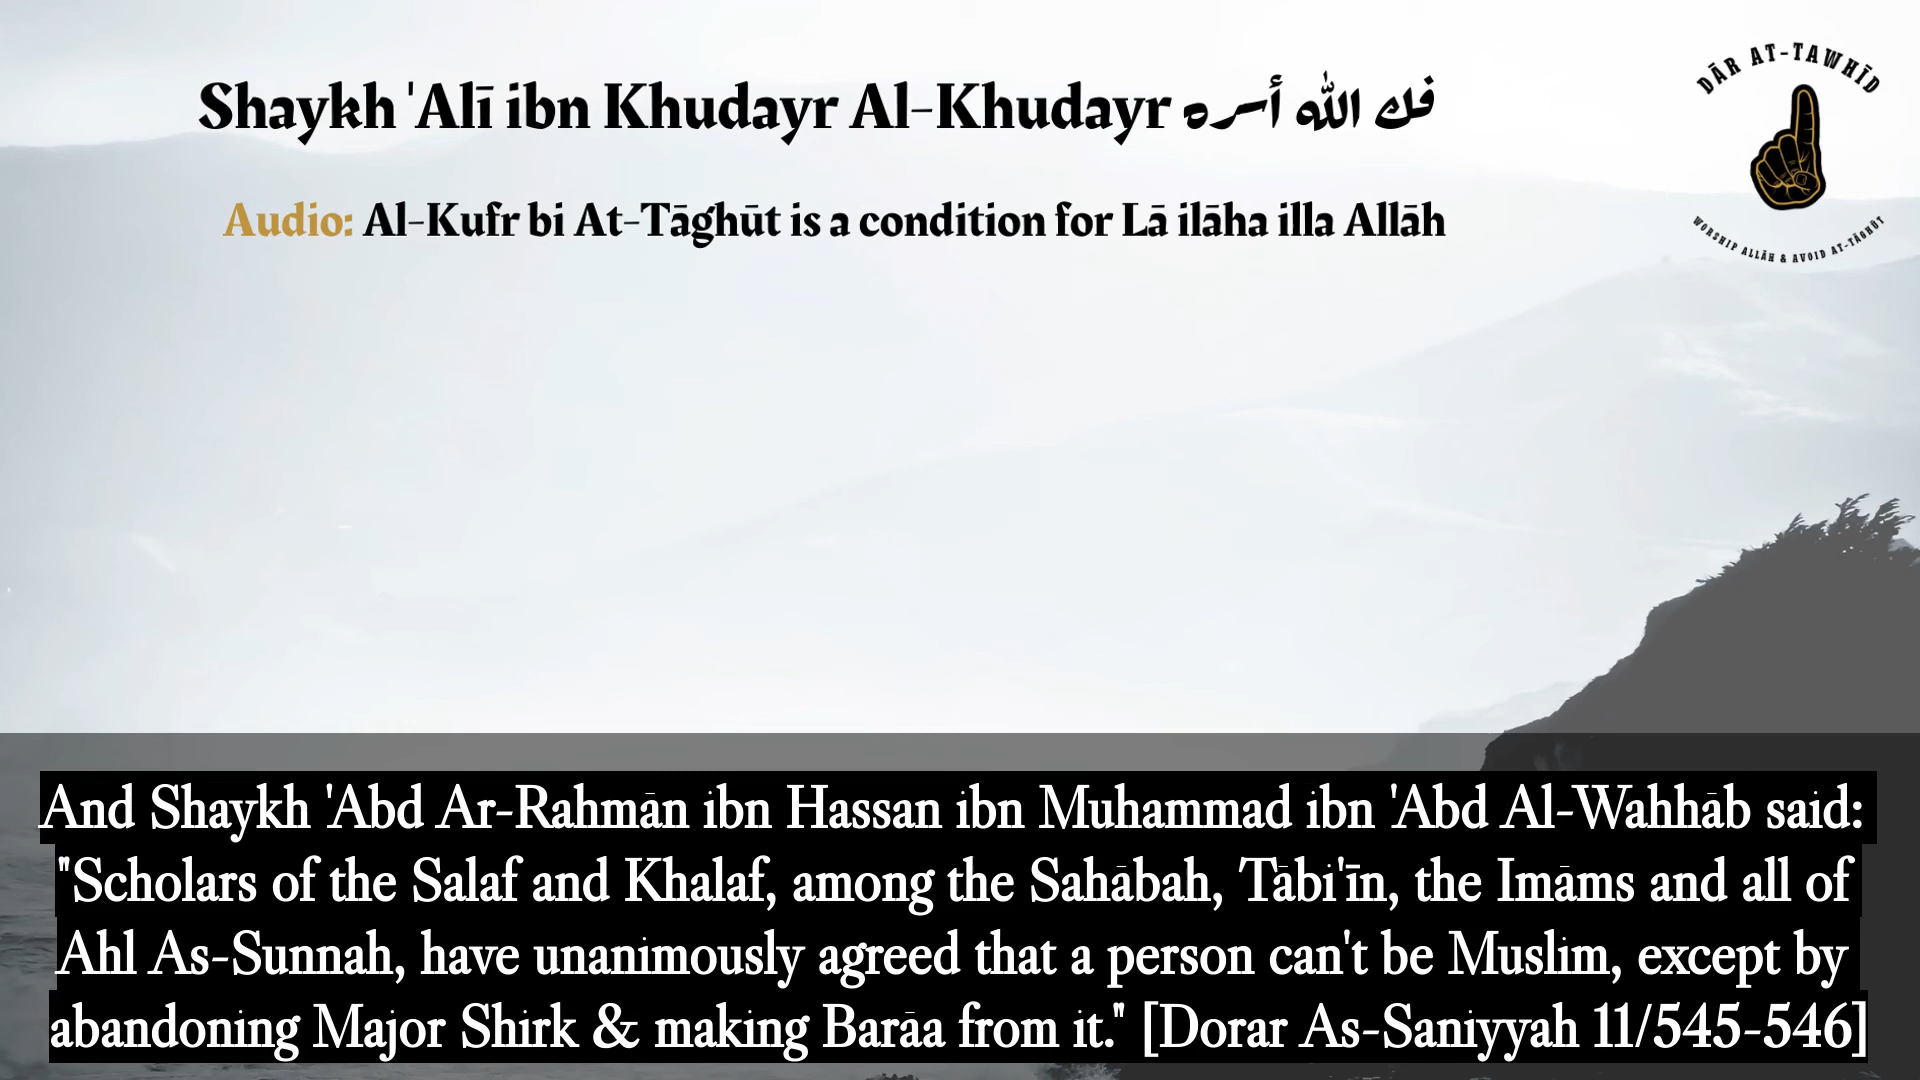 Shaykh 'Alī ibn Khudayr Al-Khudayr فك الله أسره
Audio: Al-Kufr bi At-Tāghūt is a condition for Lā ilāha illa Allāh
DĀR AT-TAWHĪD
WORSHIP ALLĀH & AVOID AT-TĀGHŪT
And Shaykh 'Abd Ar-Rahmān ibn Hassan ibn Muhammad ibn 'Abd Al-Wahhāb said:
"Scholars of the Salaf and Khalaf, among the Sahābah, Tābi'īn, the Imāms and all of
Ahl As-Sunnah, have unanimously agreed that a person can't be Muslim, except by
abandoning Major Shirk & making Barāa from it." [Dorar As-Saniyyah 11/545-546]